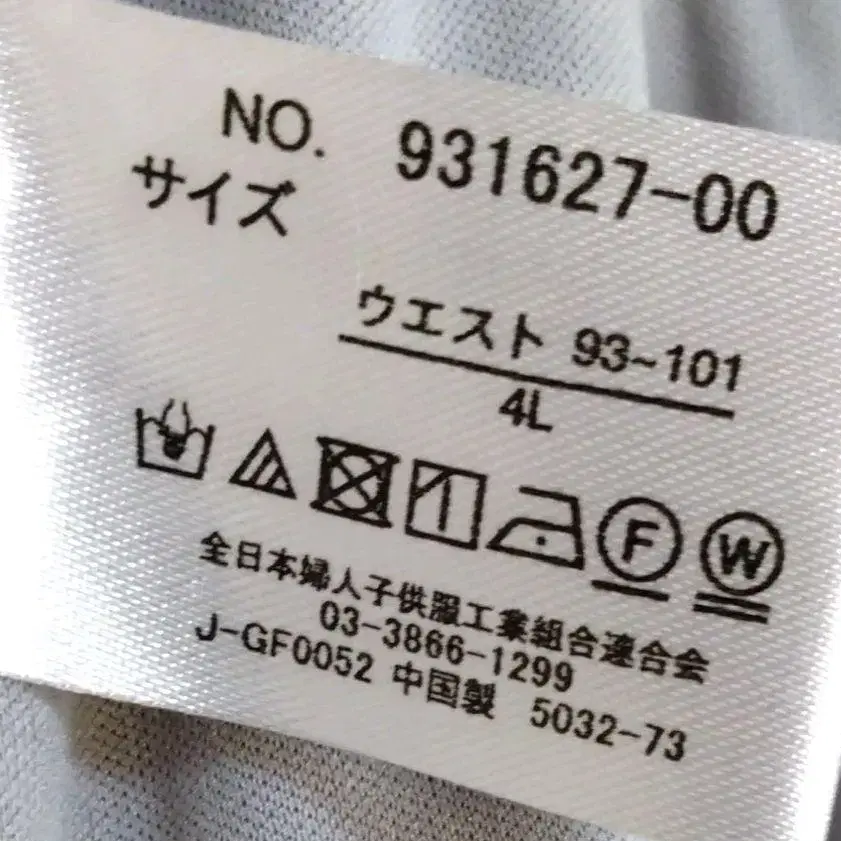 NO. 931627-00
サイズ
ウエスト 93~101
4L
F W
全日本婦人子供服工業組合連合会
03-3866-1299
J-GF0052 中国製 5032-73